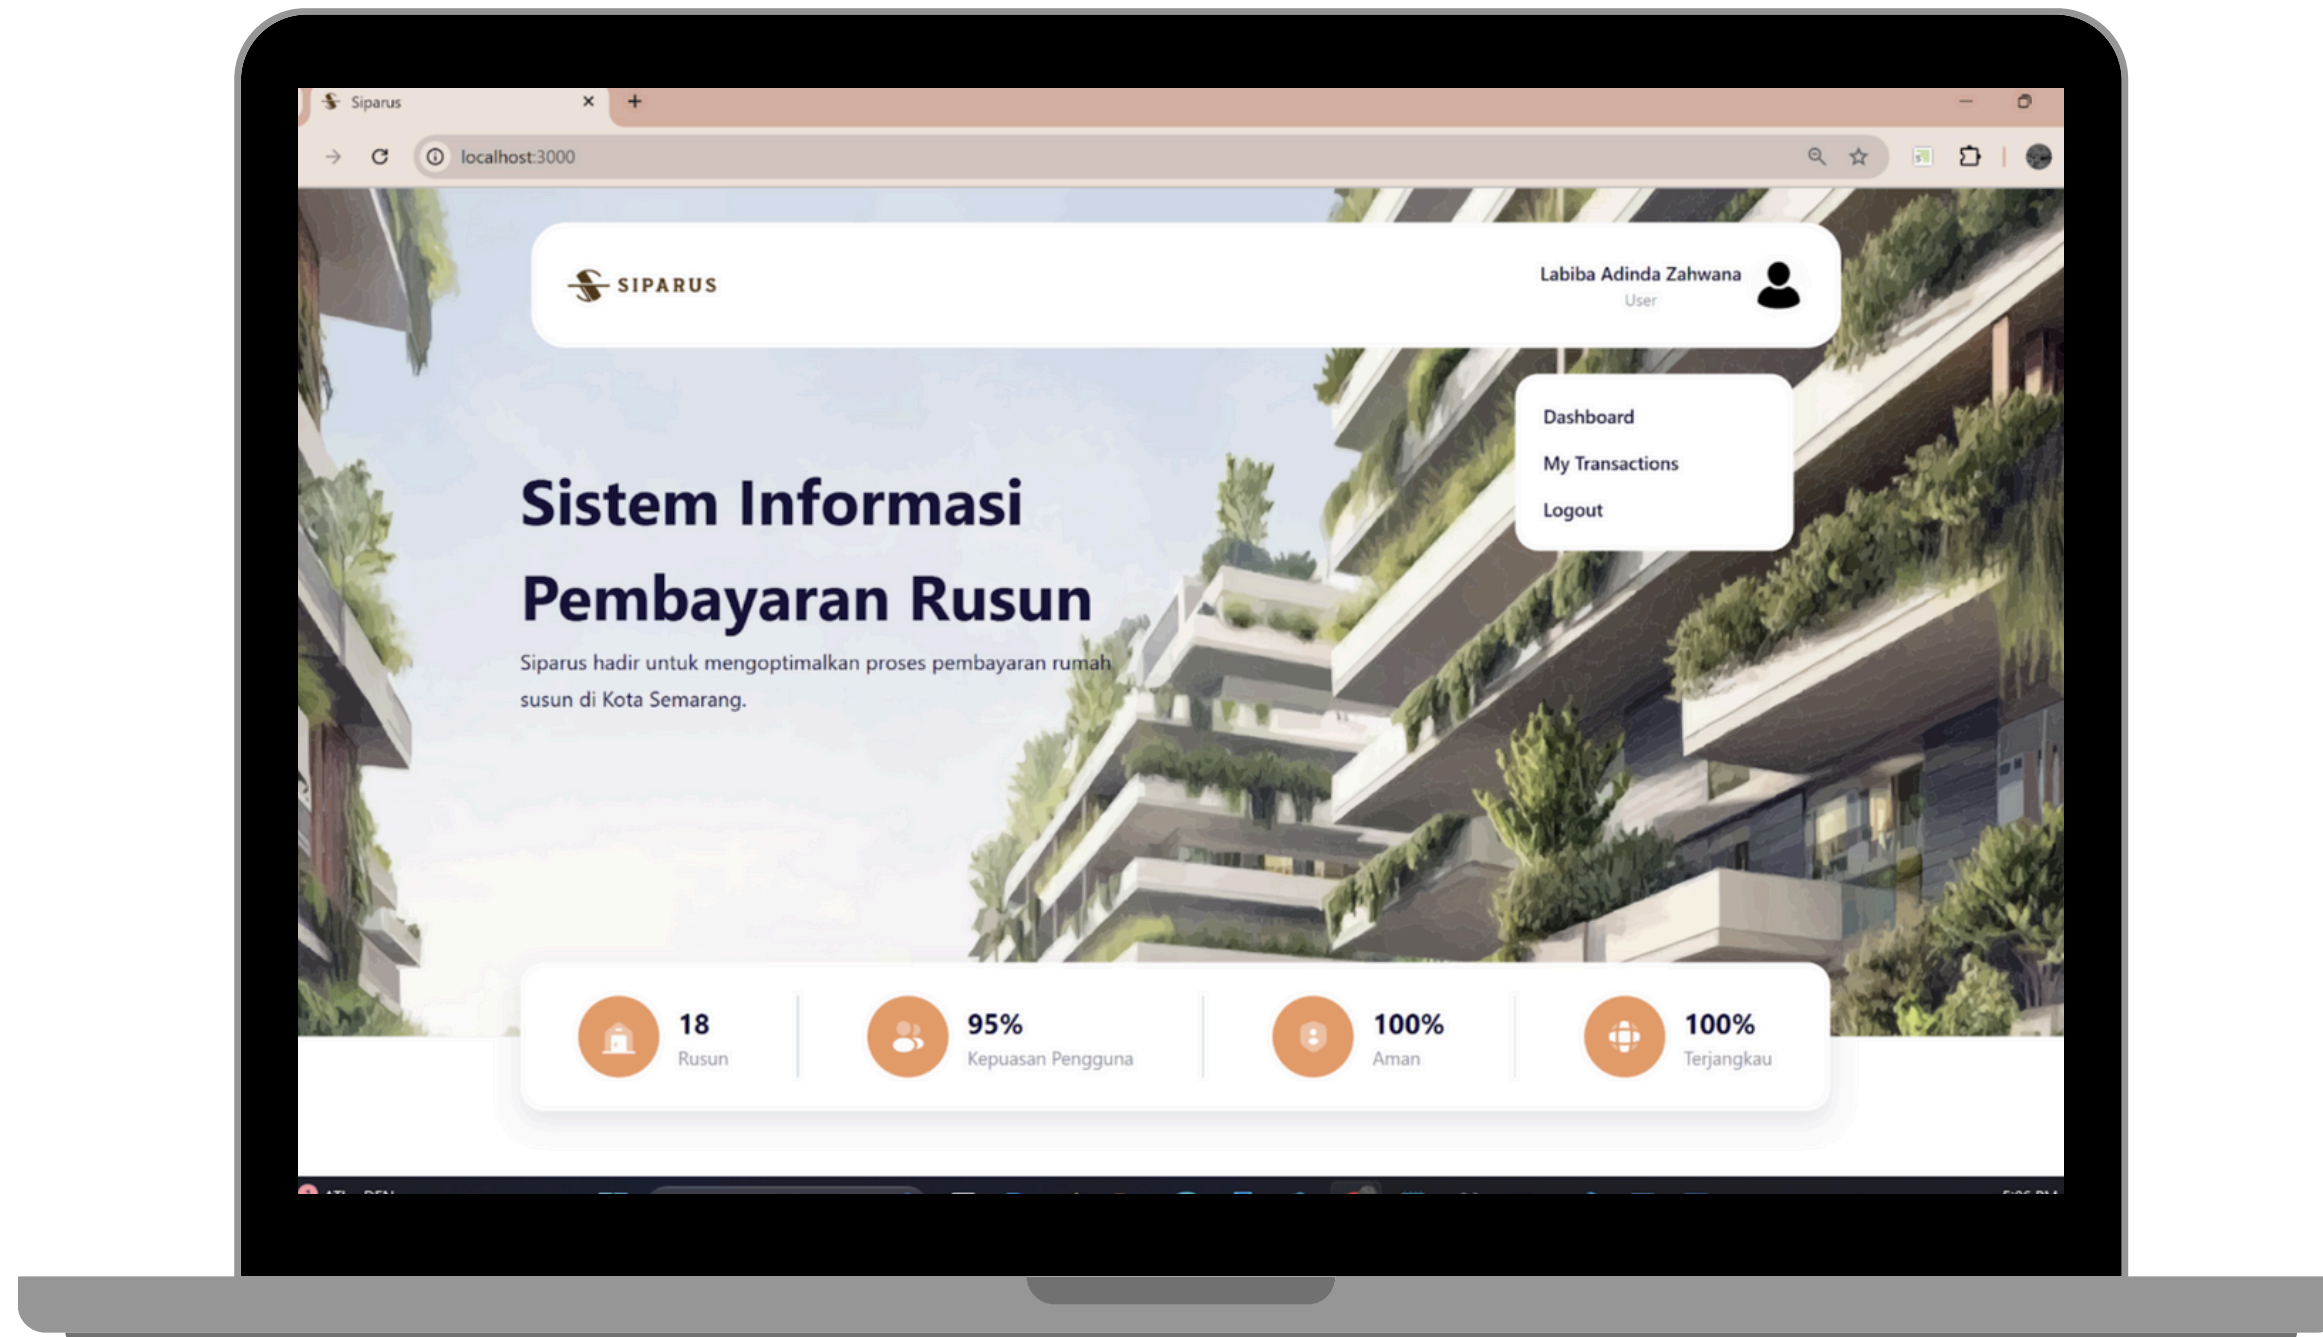 Siparus
localhost:3000
SIPARUS
Labiba Adinda Zahwana
User
Dashboard
My Transactions
Logout
Sistem Informasi
Pembayaran Rusun
Siparus hadir untuk mengoptimalkan proses pembayaran rumah
susun di Kota Semarang.
18
Rusun
95%
Kepuasan Pengguna
100%
Aman
100%
Terjangkau